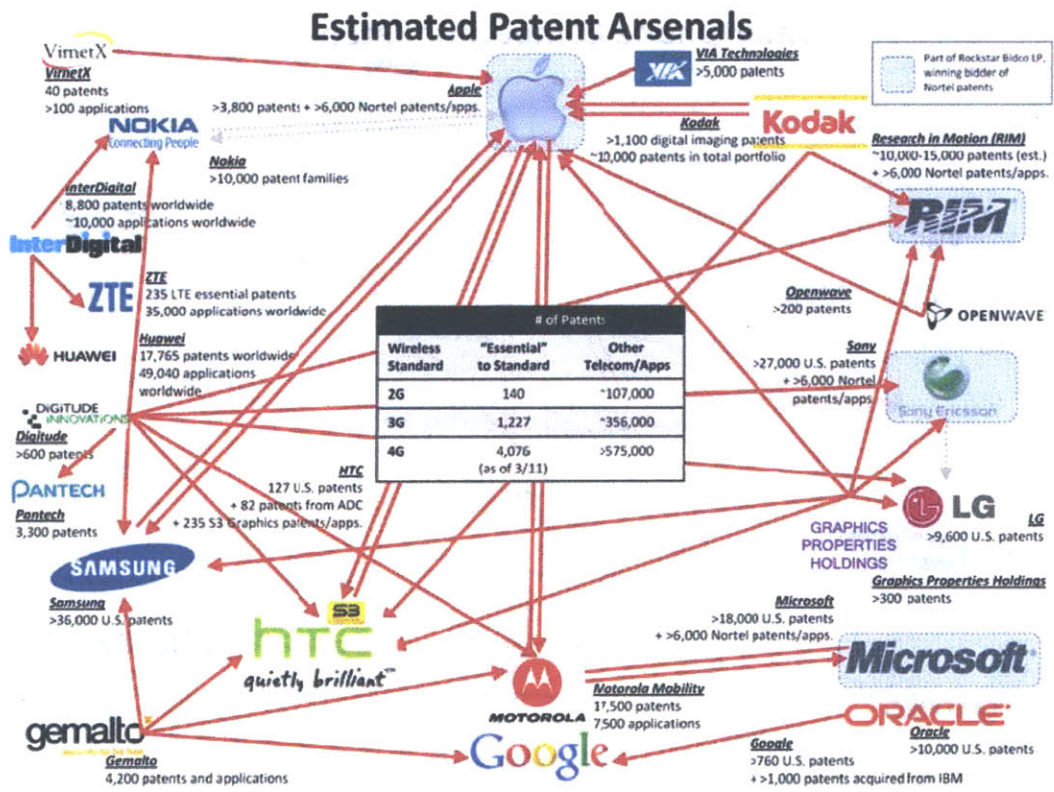 Estimated Patent Arsenals
VirnetX
VirnetX
40 patents
>100 applications
NOKIA
Connecting People
Nokia
>10,000 patent families
Apple
>3,800 patents + >6,000 Nortel patents/apps.
VIA
VIA Technologies
>5,000 patents
Part of Rockstar Bidco LP,
winning bidder of
Nortel patents
Kodak
Kodak
>1,100 digital imaging patents
~10,000 patents in total portfolio
Research in Motion (RIM)
~10,000-15,000 patents (est.)
+ >6,000 Nortel patents/apps.
RIM
InterDigital
8,800 patents worldwide
~10,000 applications worldwide
InterDigital
ZTE
ZTE
235 LTE essential patents
35,000 applications worldwide
HUAWEI
Huawei
17,765 patents worldwide
49,040 applications
worldwide
Openwave
>200 patents
OPENWAVE
Sony
>27,000 U.S. patents
+ >6,000 Nortel
patents/apps.
Sony Ericsson
# of Patents
Wireless Standard "Essential" to Standard Other Telecom/Apps
2G 140 ~107,000
3G 1,227 ~356,000
4G 4,076 >575,000
(as of 3/11)
DiGiTUDE
iNNOVATiONS
Digitude
>600 patents
PANTECH
Pantech
3,300 patents
HTC
127 U.S. patents
+ 82 patents from ADC
+ 235 S3 Graphics patents/apps.
LG
LG
>9,600 U.S. patents
GRAPHICS
PROPERTIES
HOLDINGS
Graphics Properties Holdings
>300 patents
SAMSUNG
Samsung
>36,000 U.S. patents
S3
hTC
quietly brilliant™
Microsoft
>18,000 U.S. patents
+ >6,000 Nortel patents/apps.
Microsoft
MOTOROLA
Motorola Mobility
17,500 patents
7,500 applications
gemalto
Gemalto
4,200 patents and applications
Google
Google
>760 U.S. patents
+ >1,000 patents acquired from IBM
ORACLE
Oracle
>10,000 U.S. patents